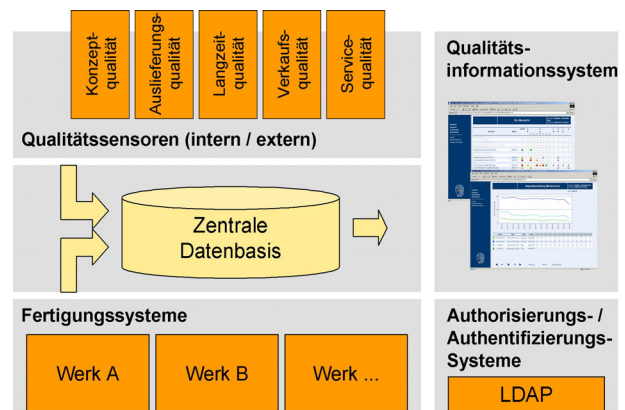 Konzept-
qualität
Auslieferungs-
qualität
Langzeit-
qualität
Verkaufs-
qualität
Service-
qualität
Qualitätssensoren (intern / extern)
Zentrale
Datenbasis
Fertigungssysteme
Werk A
Werk B
Werk ...
Qualitäts-
informationssystem
Authorisierungs- /
Authentifizierungs-
Systeme
LDAP